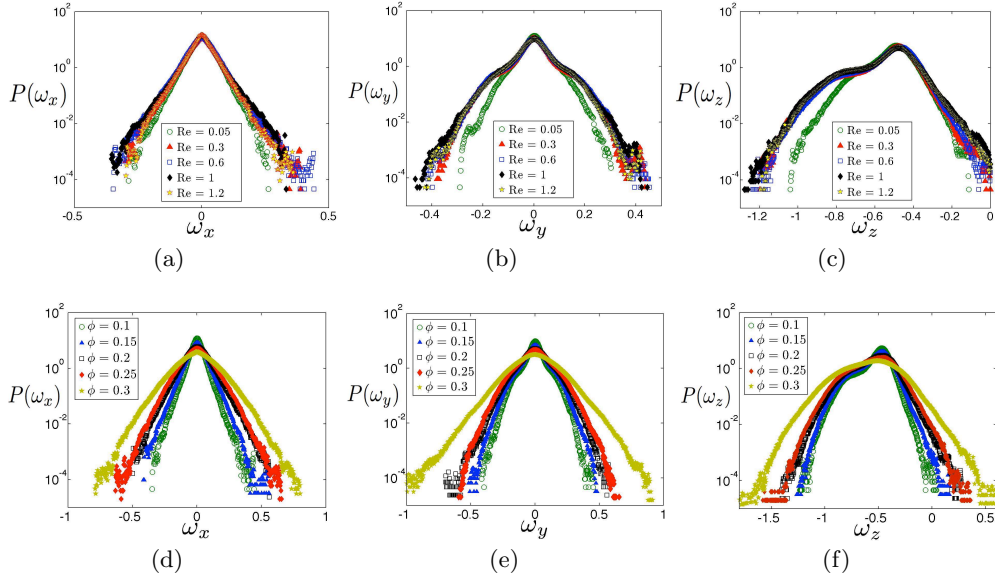 10^2
10^0
10^-2
10^-4
P(ω_x)
Re = 0.05
Re = 0.3
Re = 0.6
Re = 1
Re = 1.2
-0.5 0 0.5
ω_x
(a)
10^2
10^0
10^-2
10^-4
P(ω_y)
Re = 0.05
Re = 0.3
Re = 0.6
Re = 1
Re = 1.2
-0.4 -0.2 0 0.2 0.4
ω_y
(b)
10^2
10^0
10^-2
10^-4
P(ω_z)
Re = 0.05
Re = 0.3
Re = 0.6
Re = 1
Re = 1.2
-1.2 -1 -0.8 -0.6 -0.4 -0.2 0
ω_z
(c)
10^2
10^0
10^-2
10^-4
P(ω_x)
ϕ = 0.1
ϕ = 0.15
ϕ = 0.2
ϕ = 0.25
ϕ = 0.3
-1 -0.5 0 0.5 1
ω_x
(d)
10^2
10^0
10^-2
10^-4
P(ω_y)
ϕ = 0.1
ϕ = 0.15
ϕ = 0.2
ϕ = 0.25
ϕ = 0.3
-1 -0.5 0 0.5 1
ω_y
(e)
10^2
10^0
10^-2
10^-4
P(ω_z)
ϕ = 0.1
ϕ = 0.15
ϕ = 0.2
ϕ = 0.25
ϕ = 0.3
-1.5 -1 -0.5 0 0.5
ω_z
(f)